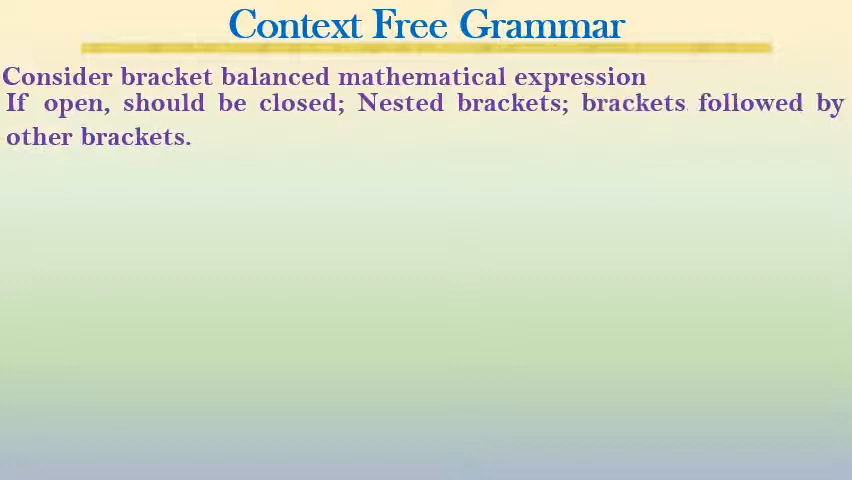 Context Free Grammar
Consider bracket balanced mathematical expression
If open, should be closed; Nested brackets; brackets followed by
other brackets.